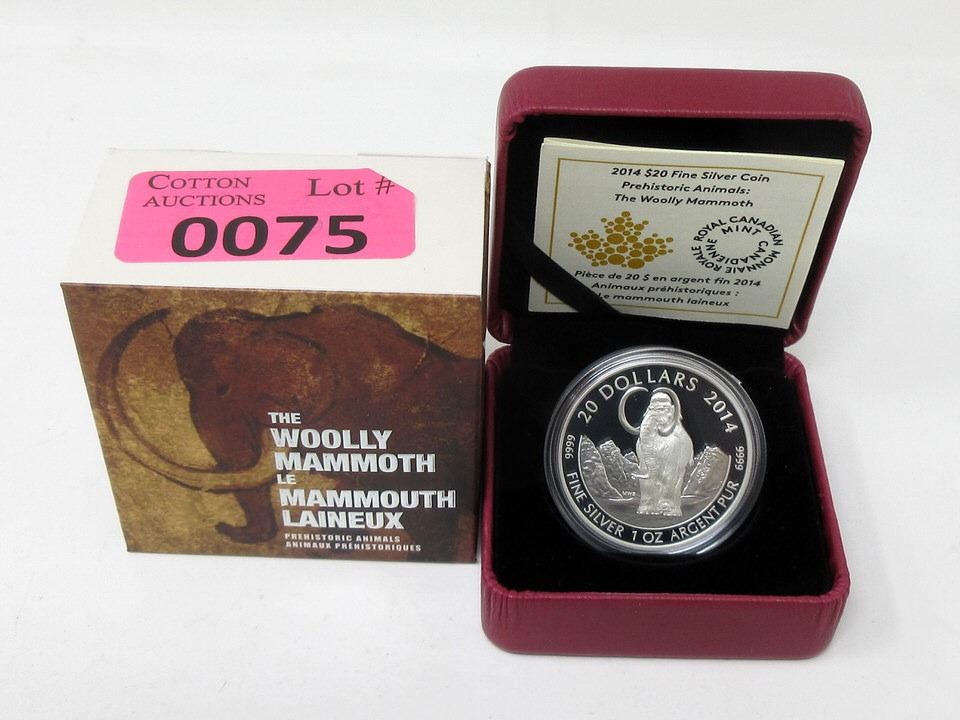 COTTON
AUCTIONS
Lot #
0075
THE
WOOLLY
MAMMOTH
LE
MAMMOUTH
LAINEUX
PREHISTORIC ANIMALS
ANIMAUX PRÉHISTORIQUES
2014 $20 Fine Silver Coin
Prehistoric Animals:
The Woolly Mammoth
ROYAL CANADIAN MINT
MONNAIE ROYALE CANADIENNE
Pièce de 20 $ en argent fin 2014
Animaux préhistoriques :
Le mammouth laineux
20 DOLLARS 2014
9999
9999
FINE SILVER 1 OZ ARGENT PUR